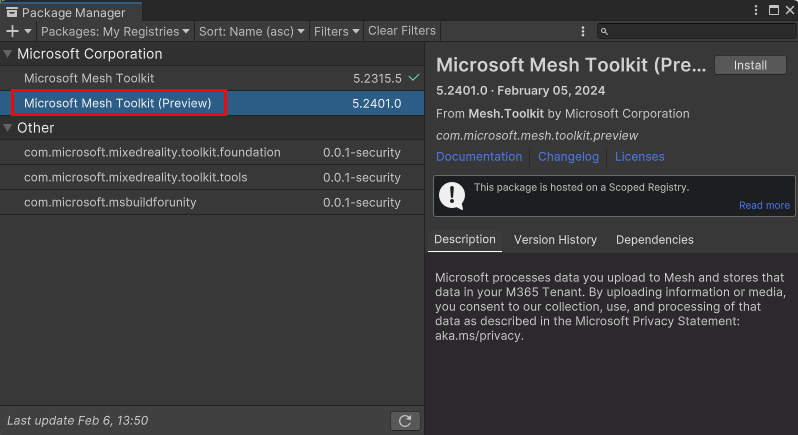 Package Manager
Packages: My Registries
Sort: Name (asc)
Filters
Clear Filters
Microsoft Corporation
Microsoft Mesh Toolkit 5.2315.5
Microsoft Mesh Toolkit (Preview) 5.2401.0
Other
com.microsoft.mixedreality.toolkit.foundation 0.0.1-security
com.microsoft.mixedreality.toolkit.tools 0.0.1-security
com.microsoft.msbuildforunity 0.0.1-security
Last update Feb 6, 13:50
Microsoft Mesh Toolkit (Pre...
Install
5.2401.0 · February 05, 2024
From Mesh.Toolkit by Microsoft Corporation
com.microsoft.mesh.toolkit.preview
Documentation Changelog Licenses
This package is hosted on a Scoped Registry.
Read more
Description Version History Dependencies
Microsoft processes data you upload to Mesh and stores that
data in your M365 Tenant. By uploading information or media,
you consent to our collection, use, and processing of that
data as described in the Microsoft Privacy Statement:
aka.ms/privacy.